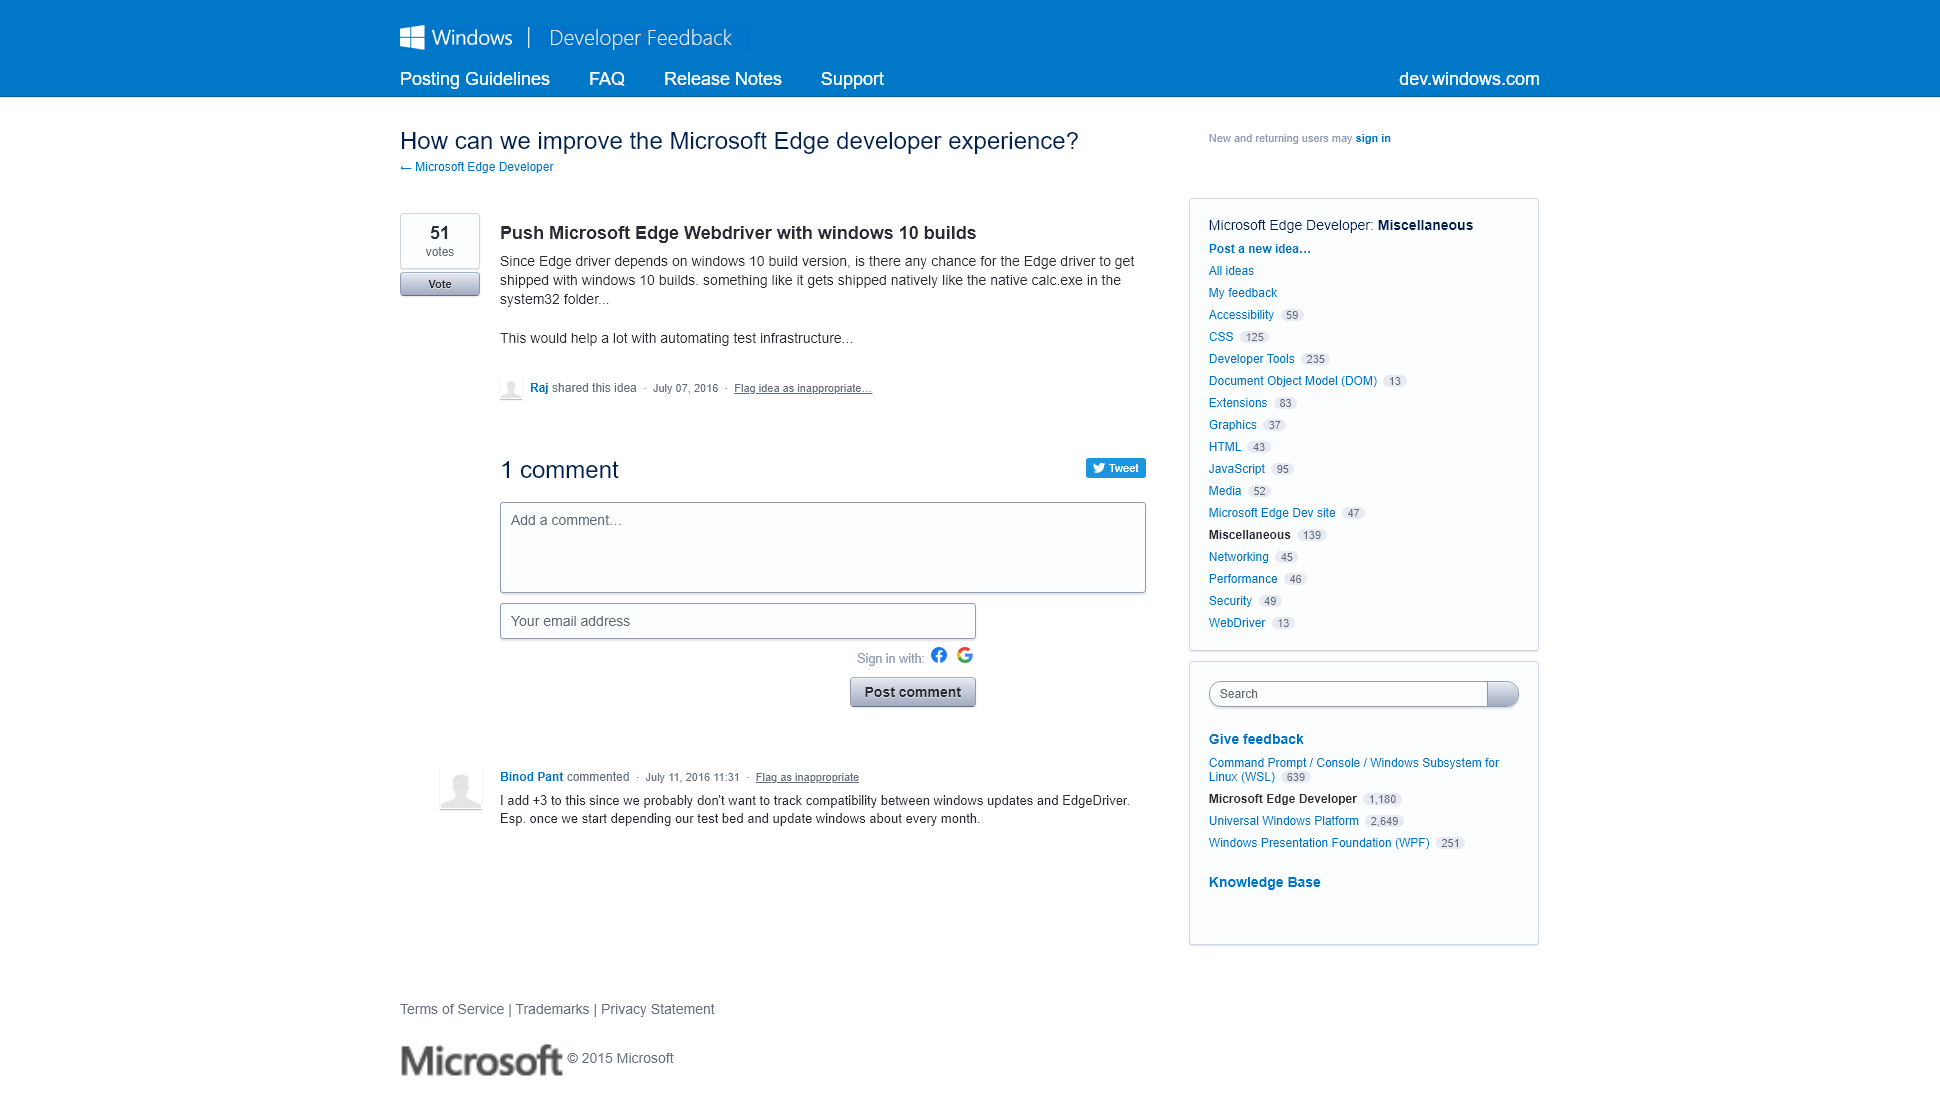 Windows | Developer Feedback
Posting Guidelines FAQ Release Notes Support dev.windows.com
How can we improve the Microsoft Edge developer experience?
← Microsoft Edge Developer
New and returning users may sign in
51
votes
Vote
Push Microsoft Edge Webdriver with windows 10 builds
Since Edge driver depends on windows 10 build version, is there any chance for the Edge driver to get
shipped with windows 10 builds. something like it gets shipped natively like the native calc.exe in the
system32 folder...
This would help a lot with automating test infrastructure...
Raj shared this idea · July 07, 2016 · Flag idea as inappropriate…
1 comment
Tweet
Add a comment…
Your email address
Sign in with:
Post comment
Binod Pant commented · July 11, 2016 11:31 · Flag as inappropriate
I add +3 to this since we probably don't want to track compatibility between windows updates and EdgeDriver.
Esp. once we start depending our test bed and update windows about every month.
Microsoft Edge Developer: Miscellaneous
Post a new idea…
All ideas
My feedback
Accessibility 59
CSS 125
Developer Tools 235
Document Object Model (DOM) 13
Extensions 83
Graphics 37
HTML 43
JavaScript 95
Media 52
Microsoft Edge Dev site 47
Miscellaneous 139
Networking 45
Performance 46
Security 49
WebDriver 13
Search
Give feedback
Command Prompt / Console / Windows Subsystem for
Linux (WSL) 639
Microsoft Edge Developer 1,180
Universal Windows Platform 2,649
Windows Presentation Foundation (WPF) 251
Knowledge Base
Terms of Service | Trademarks | Privacy Statement
Microsoft © 2015 Microsoft